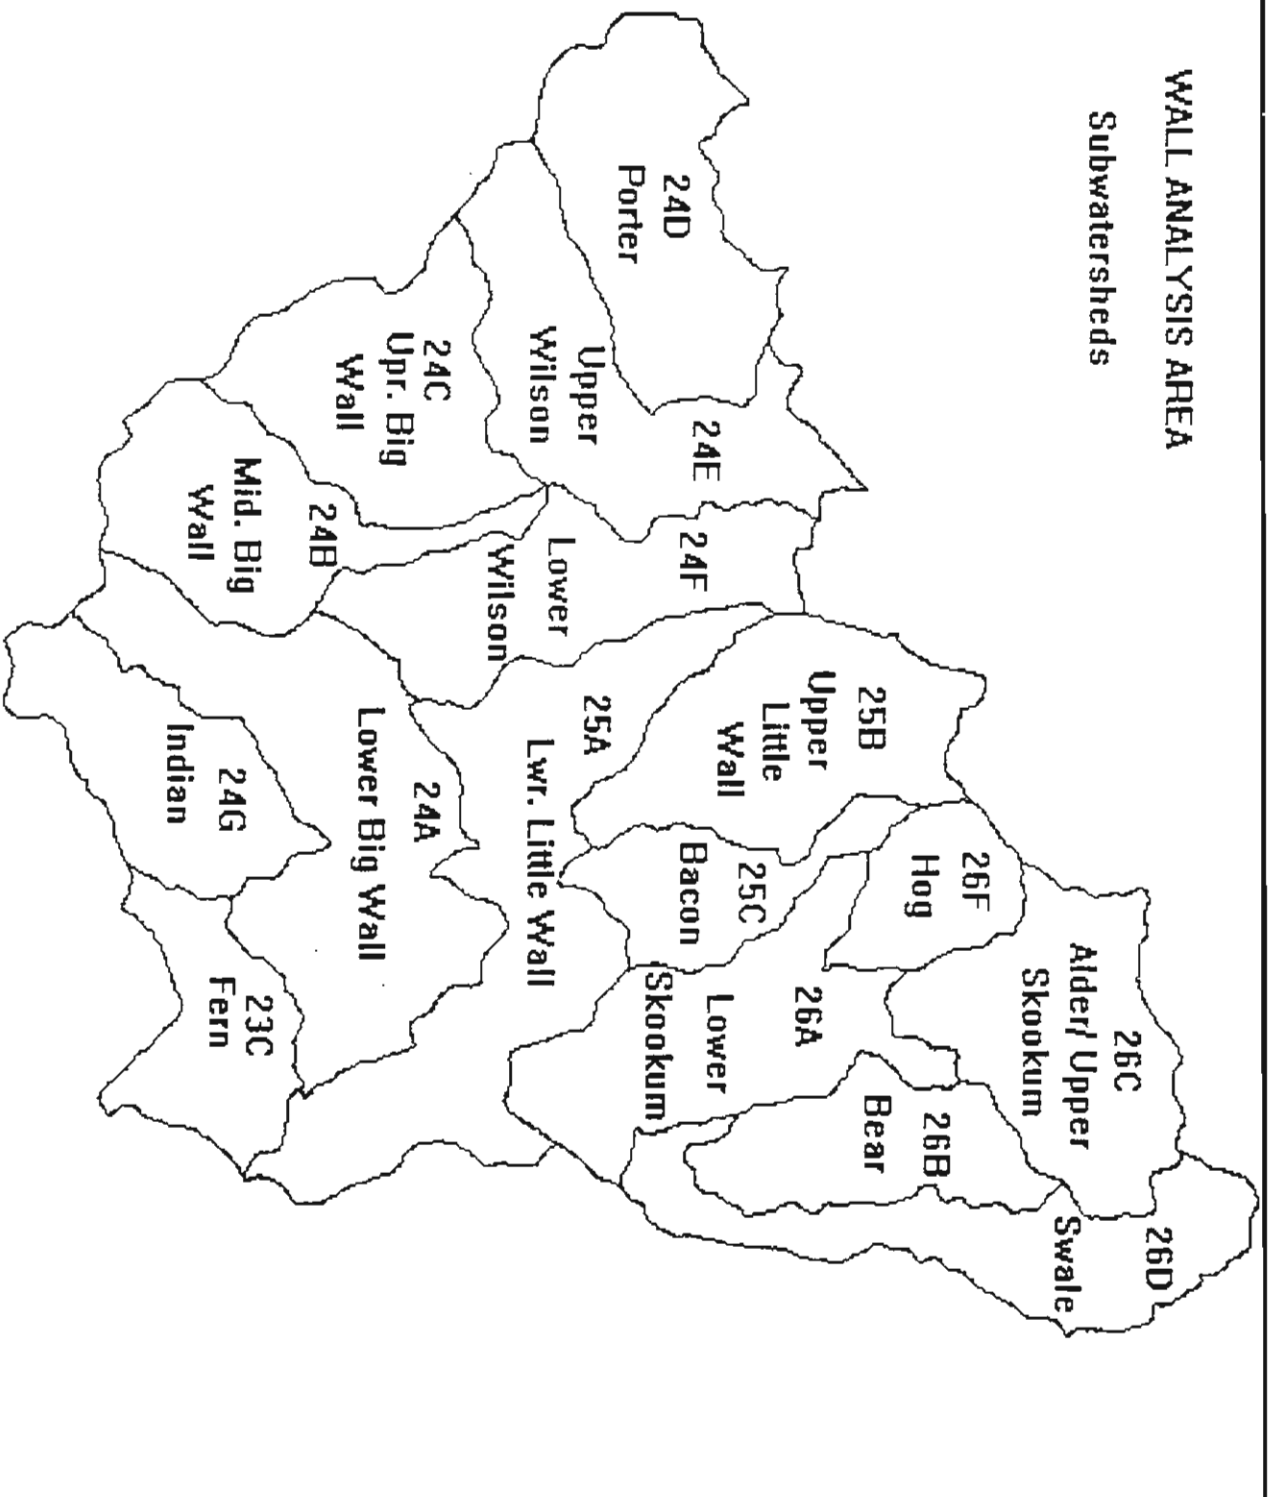 WALL ANALYSIS AREA
Subwatersheds
24D
Porter
24E
Upper
Wilson
24C
Upr. Big
Wall
24B
Mid. Big
Wall
24F
Lower
Wilson
25B
Upper
Little
Wall
25A
Lwr. Little Wall
24A
Lower Big Wall
24G
Indian
25C
Bacon
26F
Hog
26C
Alder/ Upper
Skookum
26A
Lower
Skookum
26B
Bear
26D
Swale
23C
Fern